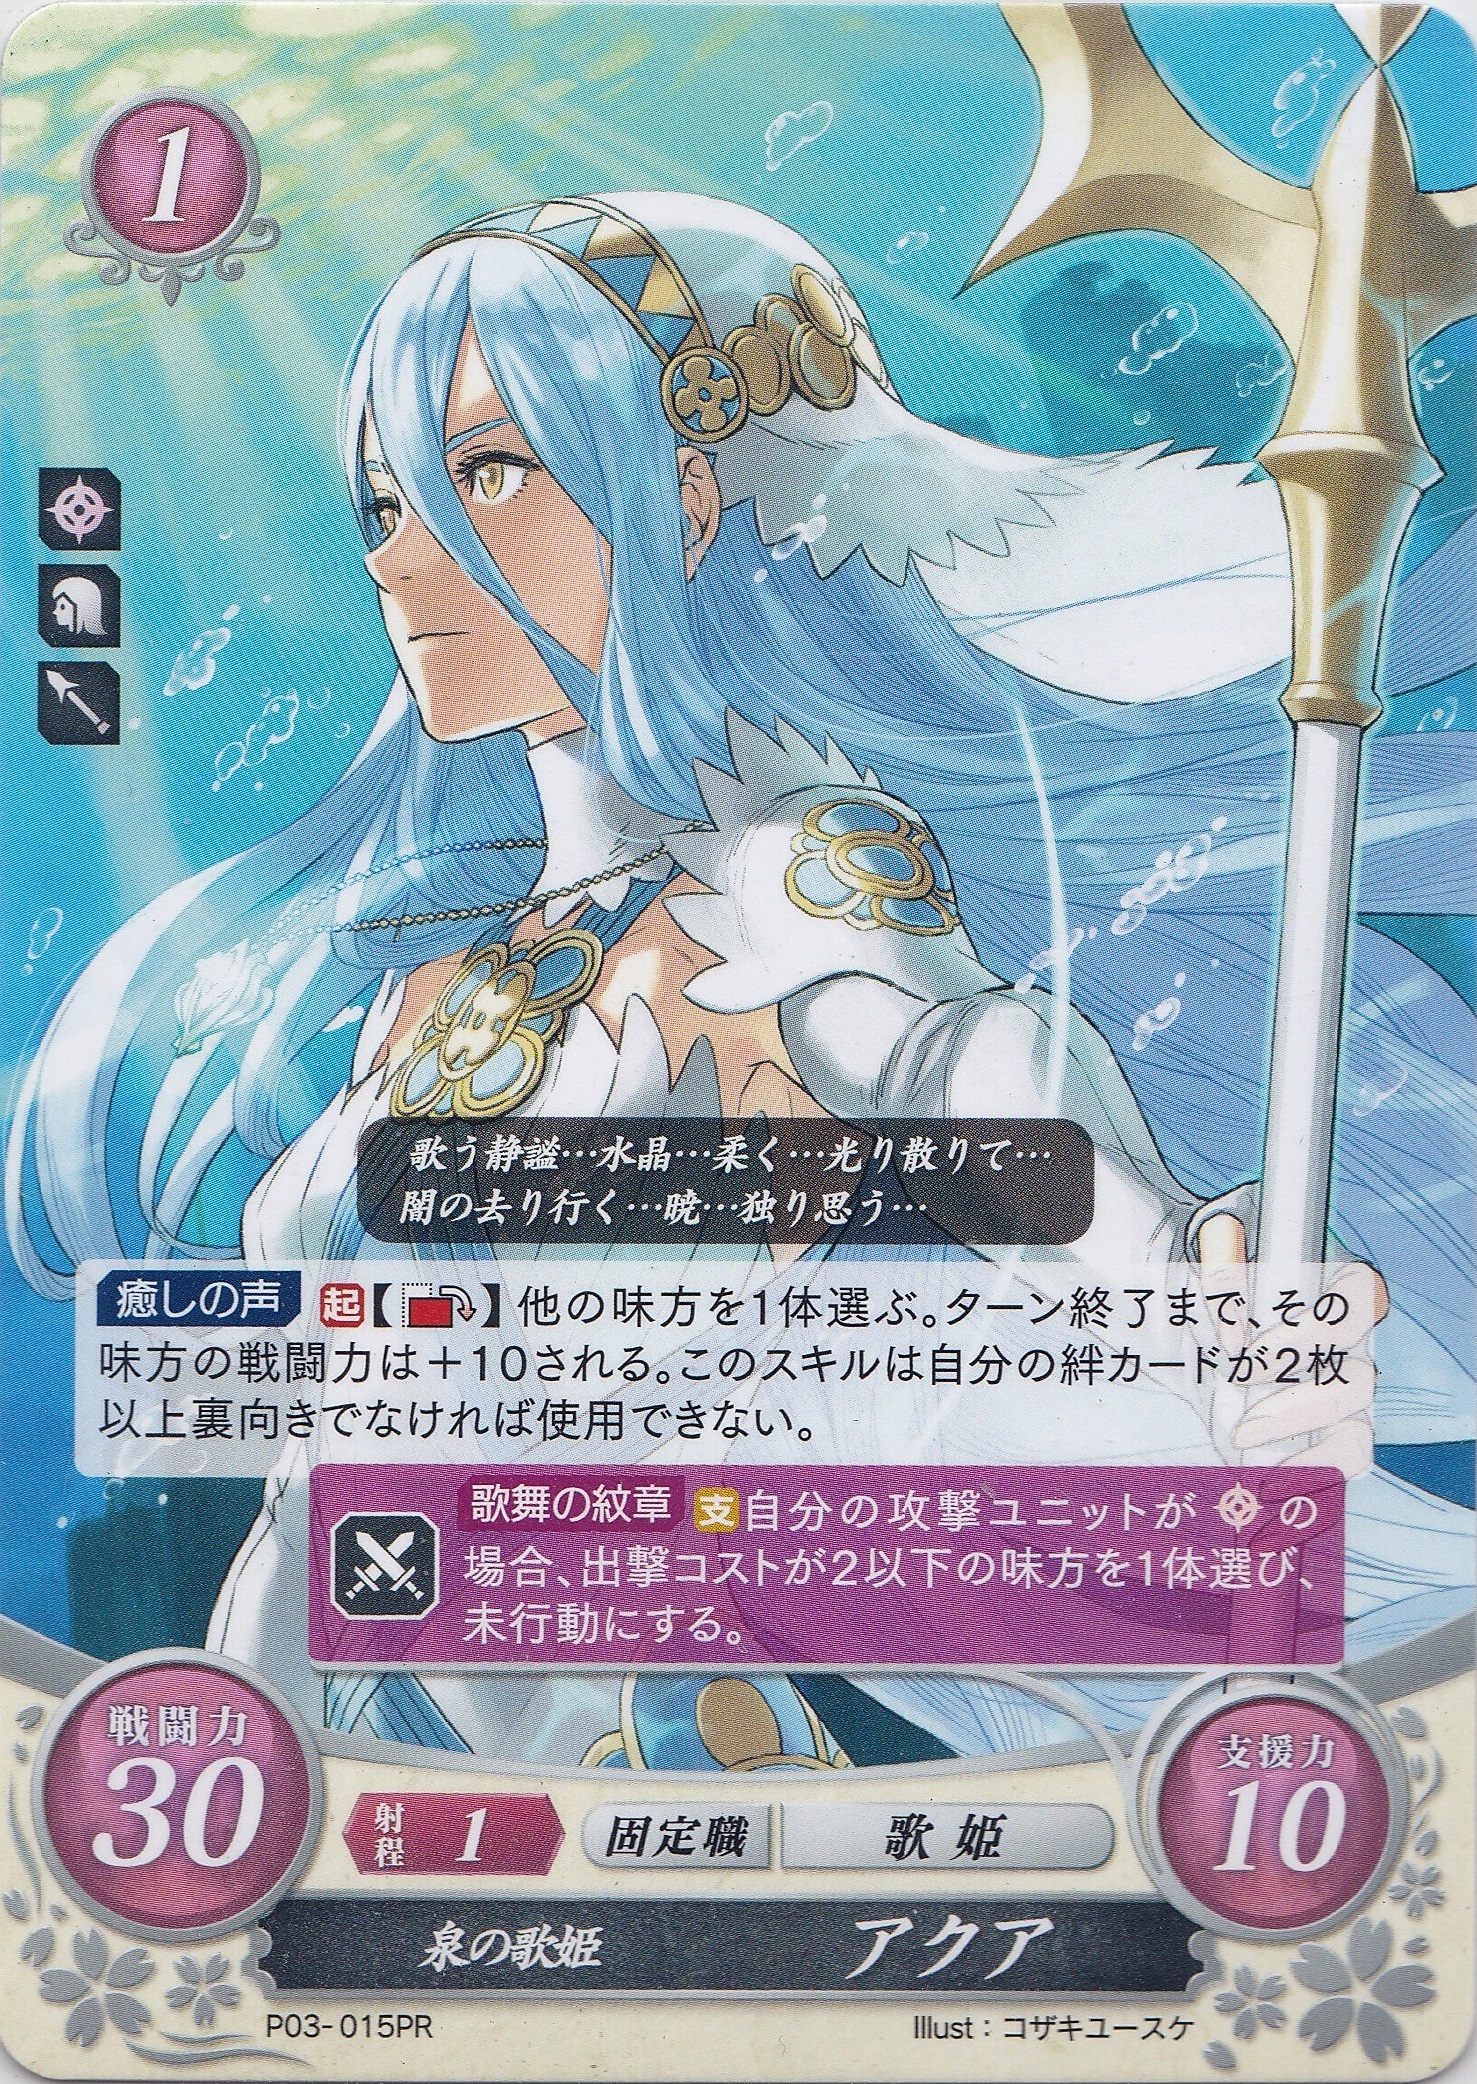 1
歌う静謐…水晶…柔く…光り散りて…
闇の去り行く…暁…独り思う…
癒しの声 起【 】他の味方を1体選ぶ。ターン終了まで、その
味方の戦闘力は＋10される。このスキルは自分の絆カードが2枚
以上裏向きでなければ使用できない。
歌舞の紋章 支 自分の攻撃ユニットが の
場合、出撃コストが2以下の味方を1体選び、
未行動にする。
戦闘力
30
射程 1
固定職 歌姫
支援力
10
泉の歌姫 アクア
P03-015PR
Illust：コザキユースケ